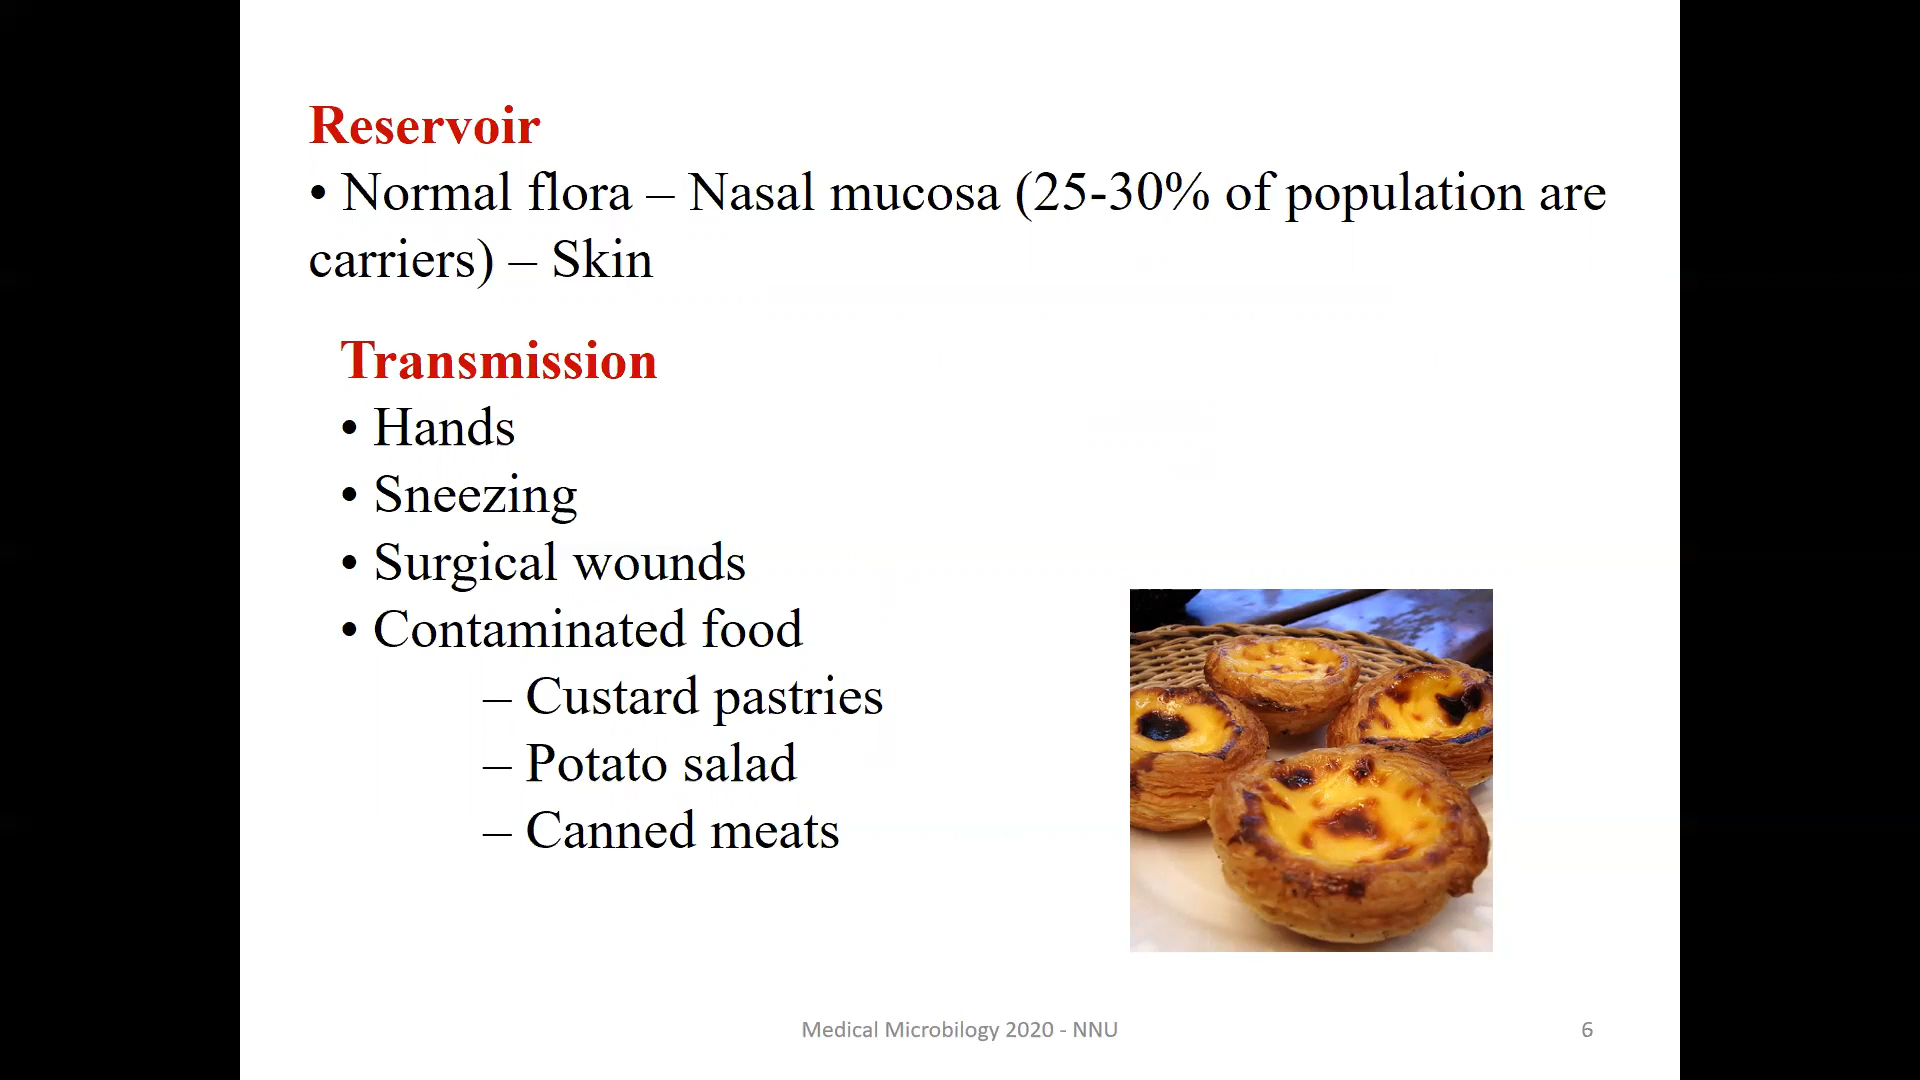 Reservoir
• Normal flora – Nasal mucosa (25-30% of population are
carriers) – Skin
Transmission
• Hands
• Sneezing
• Surgical wounds
• Contaminated food
– Custard pastries
– Potato salad
– Canned meats
Medical Microbilogy 2020 - NNU
6